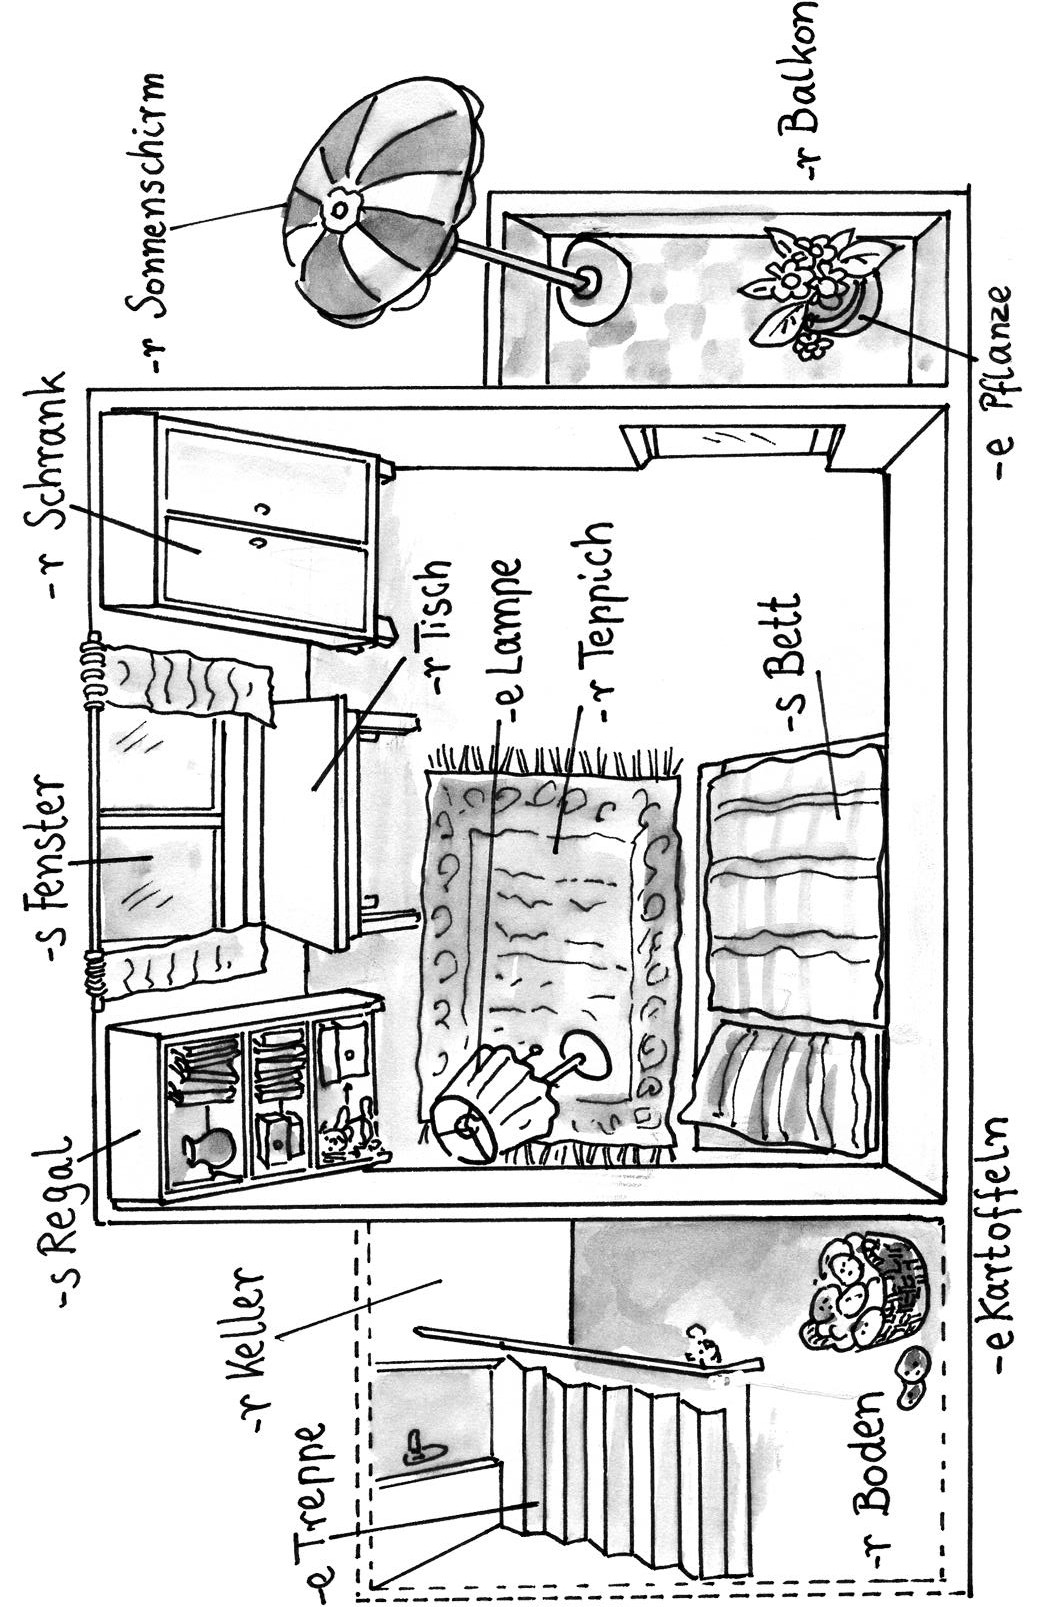 -e Treppe
-r Keller
-s Regal
-s Fenster
-r Schrank
-r Sonnenschirm
-r Tisch
-e Lampe
-r Teppich
-s Bett
-r Balkon
-r Boden
-e Kartoffeln
-e Pflanze